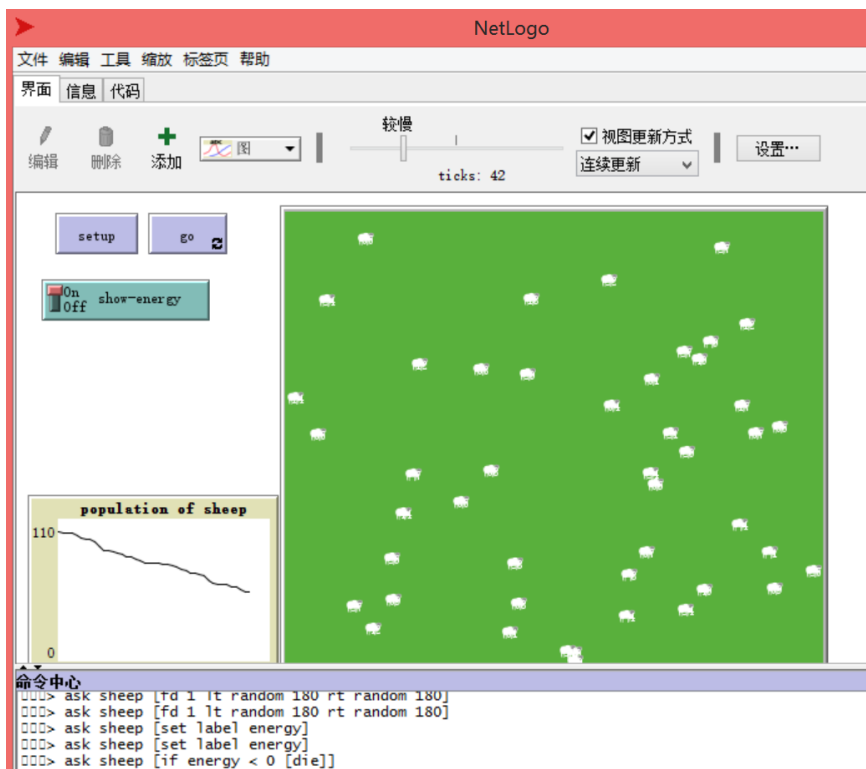 NetLogo
文件 编辑 工具 缩放 标签页 帮助
界面 信息 代码
较慢
编辑 删除 添加 图 ticks: 42 视图更新方式 连续更新 设置…
setup go
On
Off show-energy
population of sheep
110
0
命令中心
> ask sheep [fd 1 lt random 180 rt random 180]
> ask sheep [fd 1 lt random 180 rt random 180]
> ask sheep [set label energy]
> ask sheep [set label energy]
> ask sheep [if energy < 0 [die]]